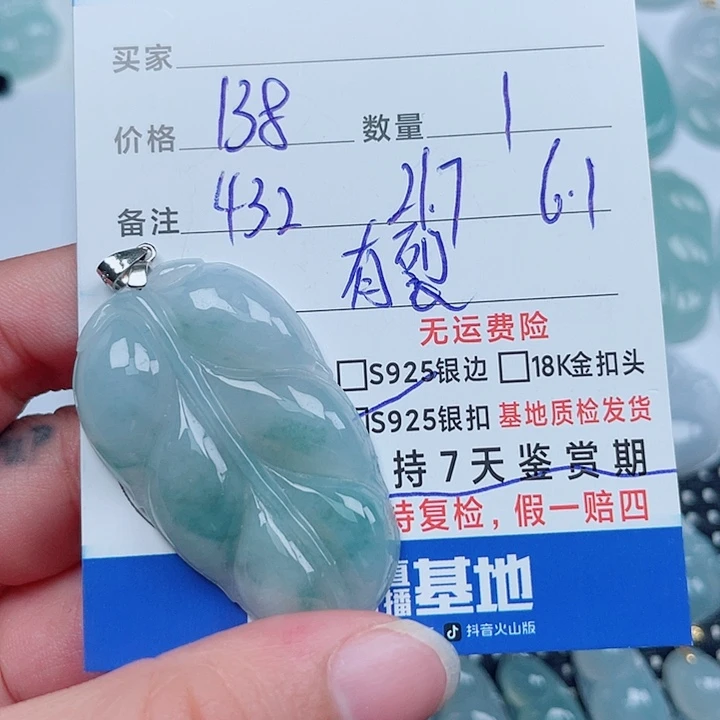 买家
价格 138 数量 1
备注 432 21.7 6.1
有裂
无运费险
S925银边 18K金扣头
S925银扣 基地质检发货
持7天鉴赏期
持复检，假一赔四
直播基地
抖音火山版